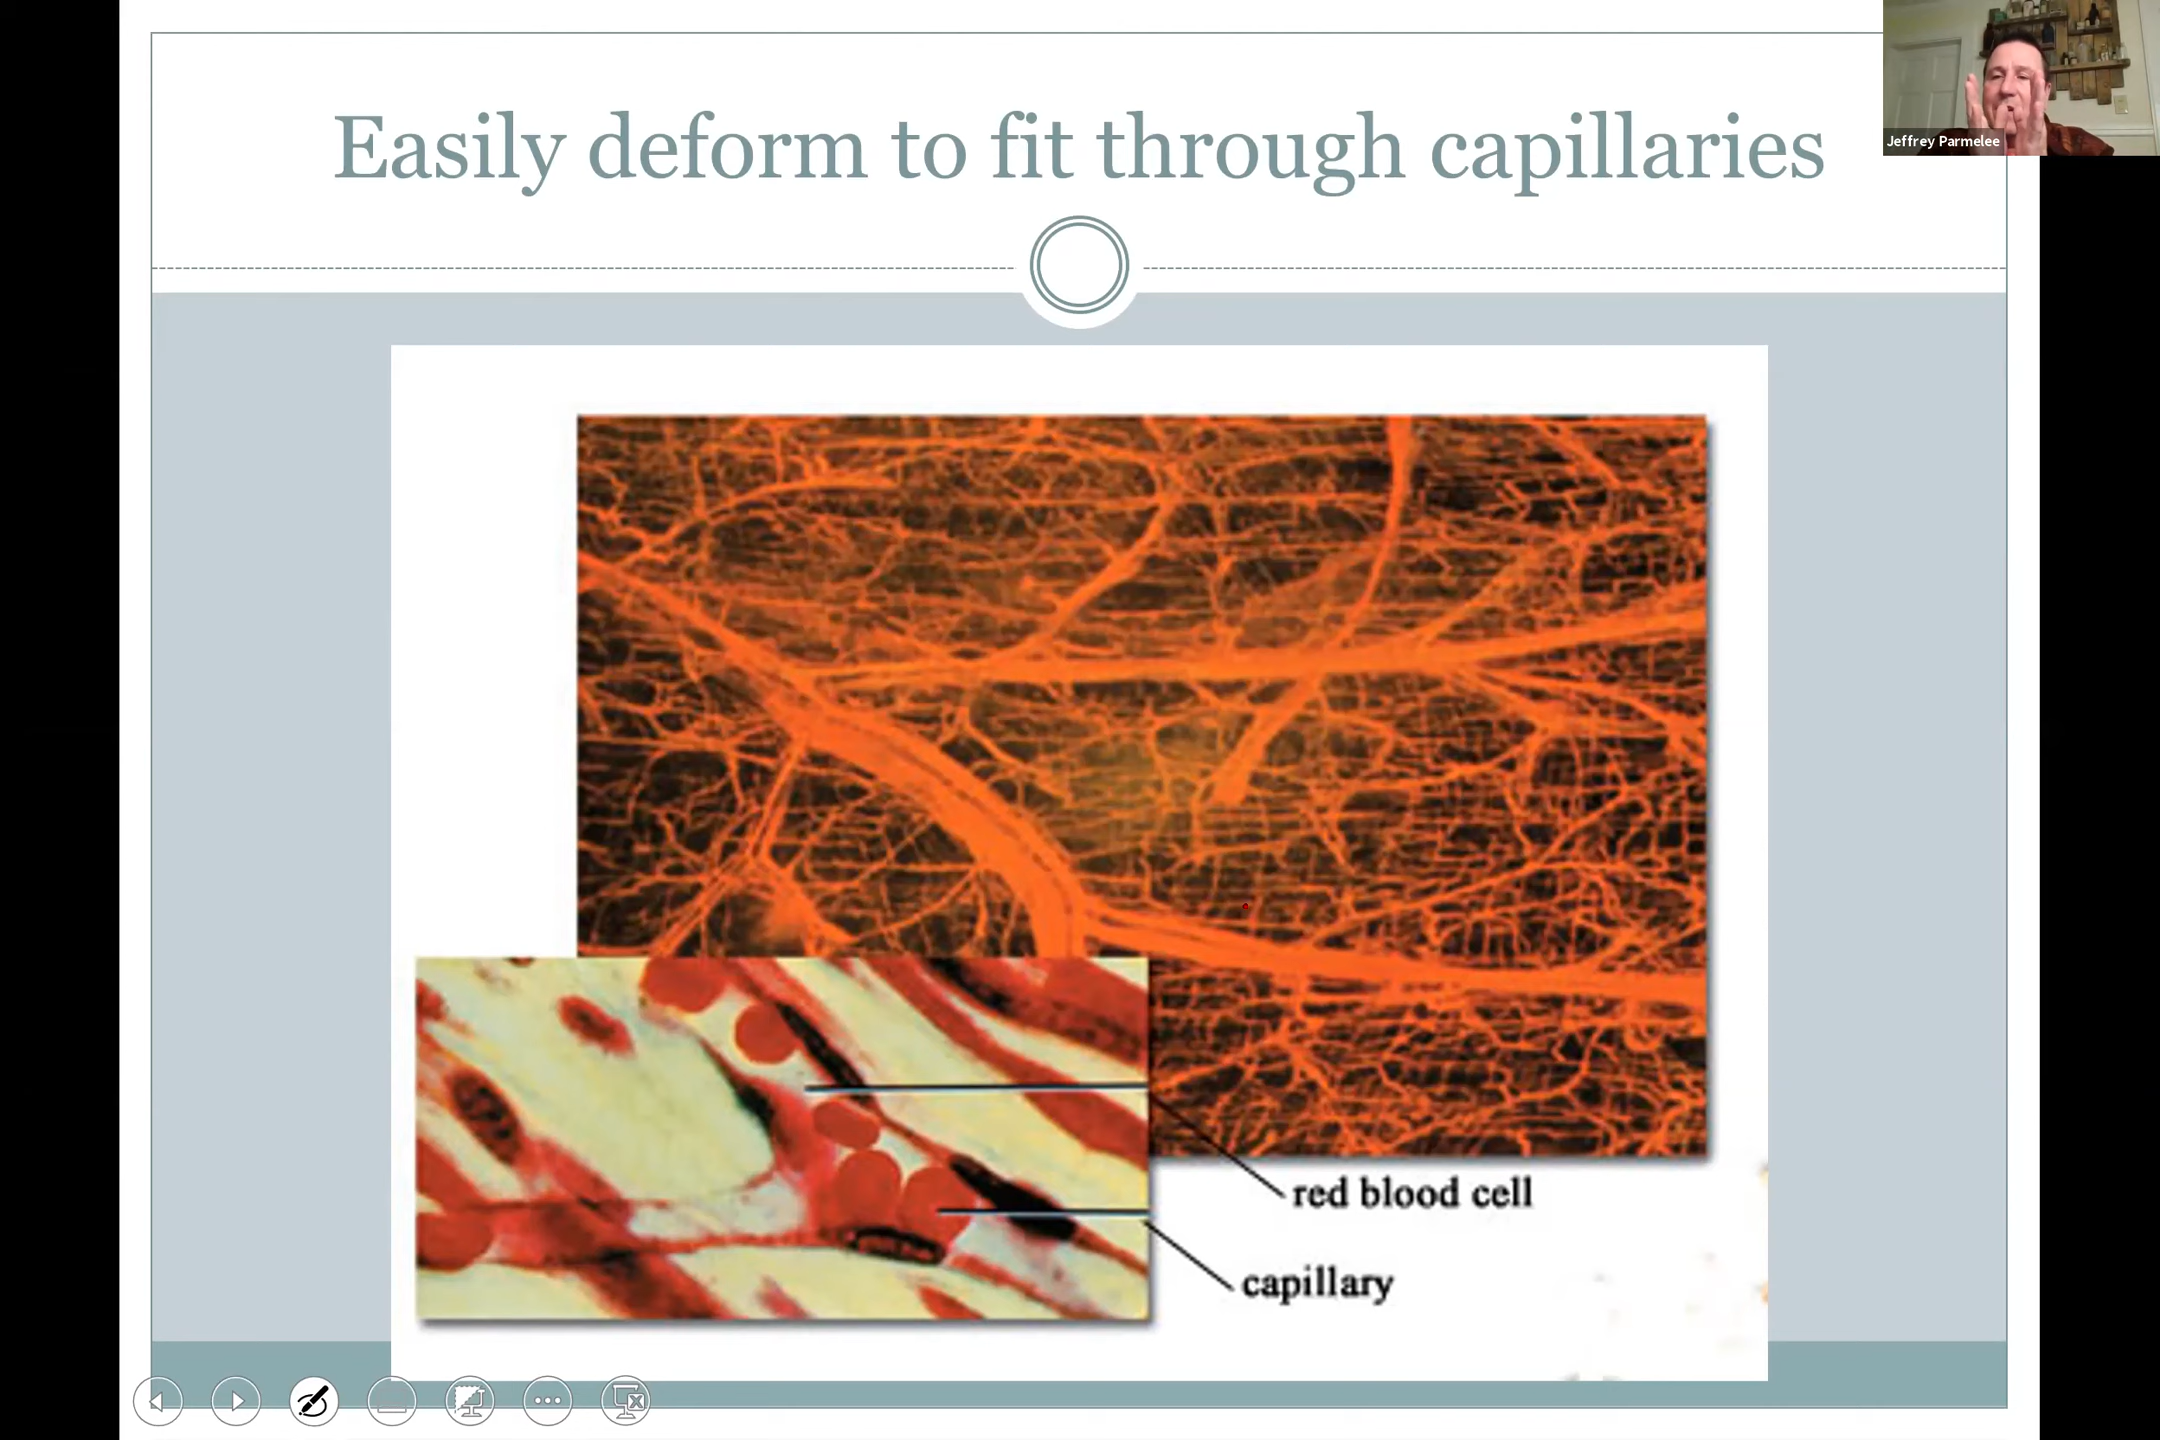 Easily deform to fit through capillaries
Jeffrey Parmelee
red blood cell
capillary